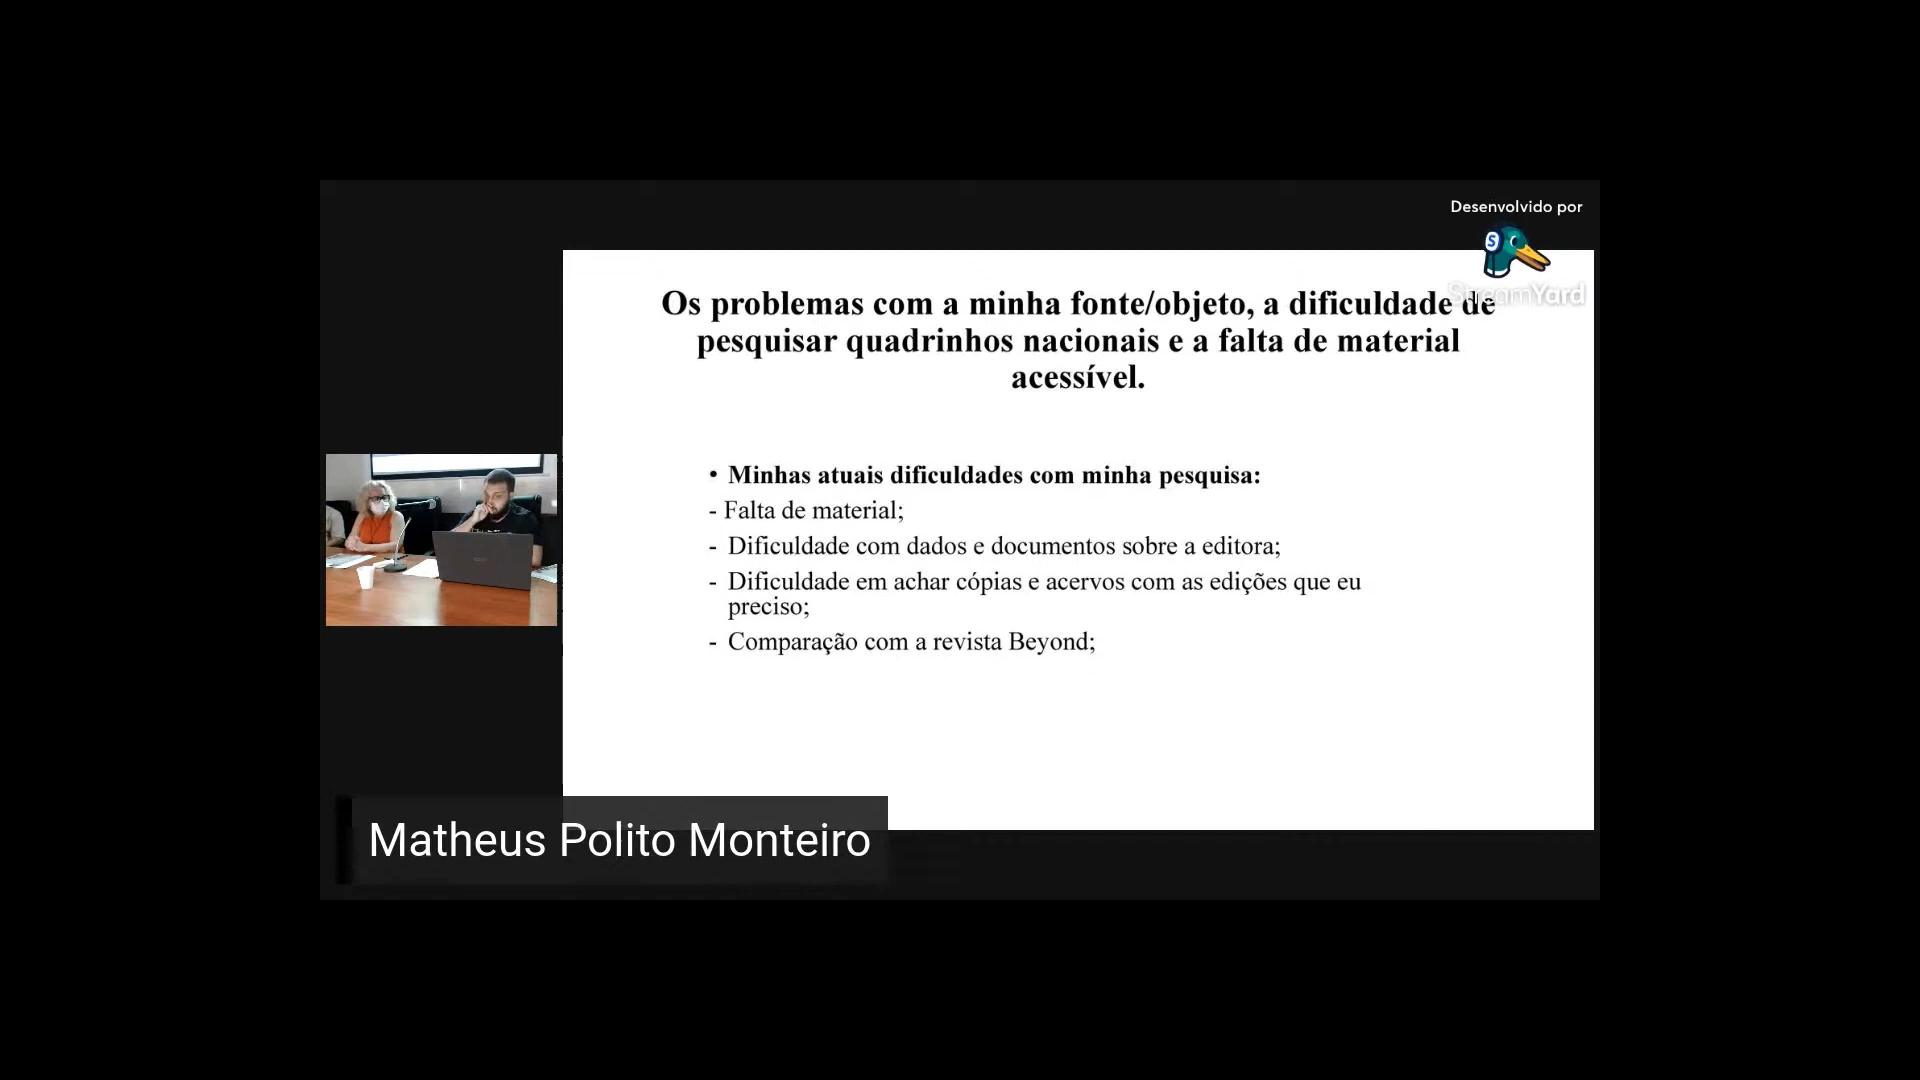 Desenvolvido por
StreamYard
Os problemas com a minha fonte/objeto, a dificuldade de
pesquisar quadrinhos nacionais e a falta de material
acessível.
• Minhas atuais dificuldades com minha pesquisa:
- Falta de material;
- Dificuldade com dados e documentos sobre a editora;
- Dificuldade em achar cópias e acervos com as edições que eu
preciso;
- Comparação com a revista Beyond;
Matheus Polito Monteiro